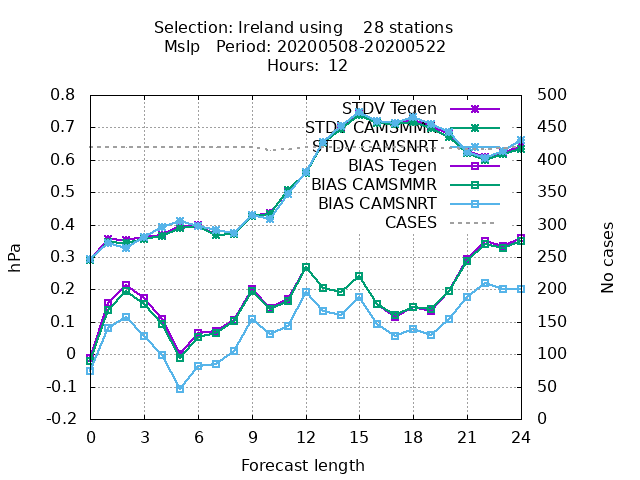 Selection: Ireland using    28 stations
Mslp   Period: 20200508-20200522
Hours:  12
0.8
0.7
0.6
0.5
0.4
0.3
0.2
0.1
0
-0.1
-0.2
hPa
500
450
400
350
300
250
200
150
100
50
0
No cases
STDV Tegen
STDV CAMSMMR
STDV CAMSNRT
BIAS Tegen
BIAS CAMSMMR
BIAS CAMSNRT
CASES
0 3 6 9 12 15 18 21 24
Forecast length